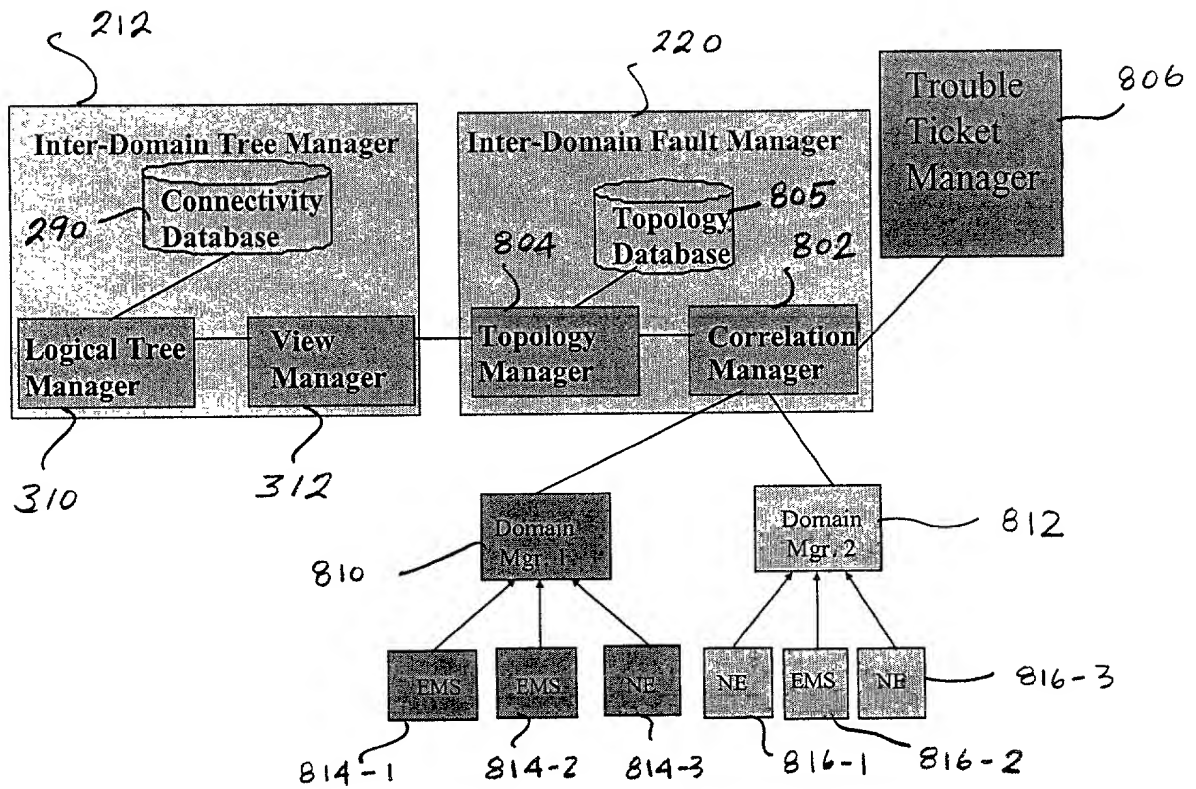 212
220
806
Trouble
Ticket
Manager
Inter-Domain Tree Manager
Inter-Domain Fault Manager
290
Connectivity
Database
804
Topology
Database
805
802
Logical Tree
Manager
View
Manager
Topology
Manager
Correlation
Manager
310
312
Domain
Mgr. 1
810
Domain
Mgr. 2
812
EMS
EMS
NE
NE
EMS
NE
816-3
814-1
814-2
814-3
816-1
816-2